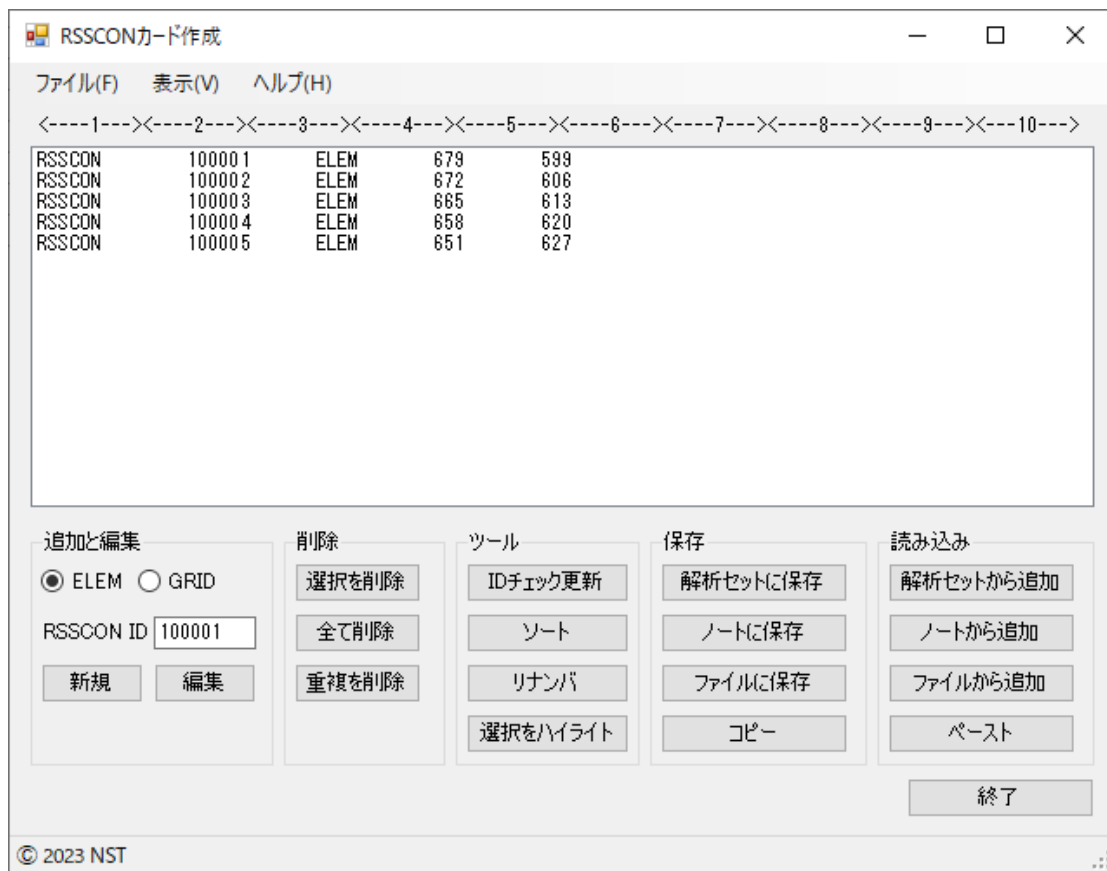 RSSCONカード作成
ファイル(F) 表示(V) ヘルプ(H)
<----1---><----2---><----3---><----4---><----5---><----6---><----7---><----8---><----9---><---10--->
RSSCON 100001 ELEM 679 599
RSSCON 100002 ELEM 672 606
RSSCON 100003 ELEM 665 613
RSSCON 100004 ELEM 658 620
RSSCON 100005 ELEM 651 627
追加と編集
ELEM GRID
RSSCON ID 100001
新規 編集
削除
選択を削除
全て削除
重複を削除
ツール
IDチェック更新
ソート
リナンバ
選択をハイライト
保存
解析セットに保存
ノートに保存
ファイルに保存
コピー
読み込み
解析セットから追加
ノートから追加
ファイルから追加
ペースト
終了
© 2023 NST